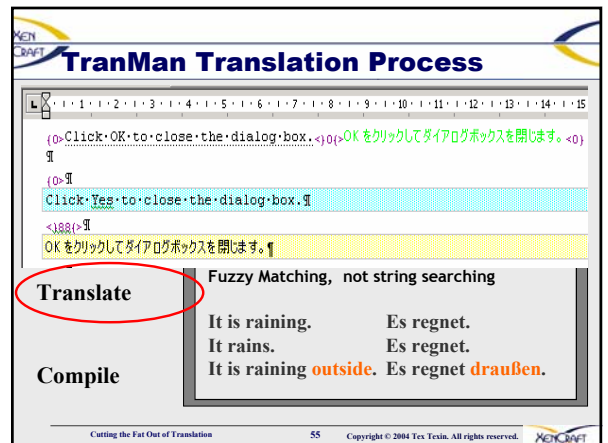 XEN
CRAFT
TranMan Translation Process
L 1 2 3 4 5 6 7 8 9 10 11 12 13 14 15
{0>Click·OK·to·close·the·dialog·box.<}0{>OK をクリックしてダイアログボックスを閉じます。<0}
¶
{0>¶
Click·Yes·to·close·the·dialog·box.¶
<}88{>¶
OK をクリックしてダイアログボックスを閉じます。¶
Fuzzy Matching, not string searching
Translate
It is raining. Es regnet.
It rains. Es regnet.
It is raining outside. Es regnet draußen.
Compile
Cutting the Fat Out of Translation 55 Copyright © 2004 Tex Texin. All rights reserved. XENCRAFT